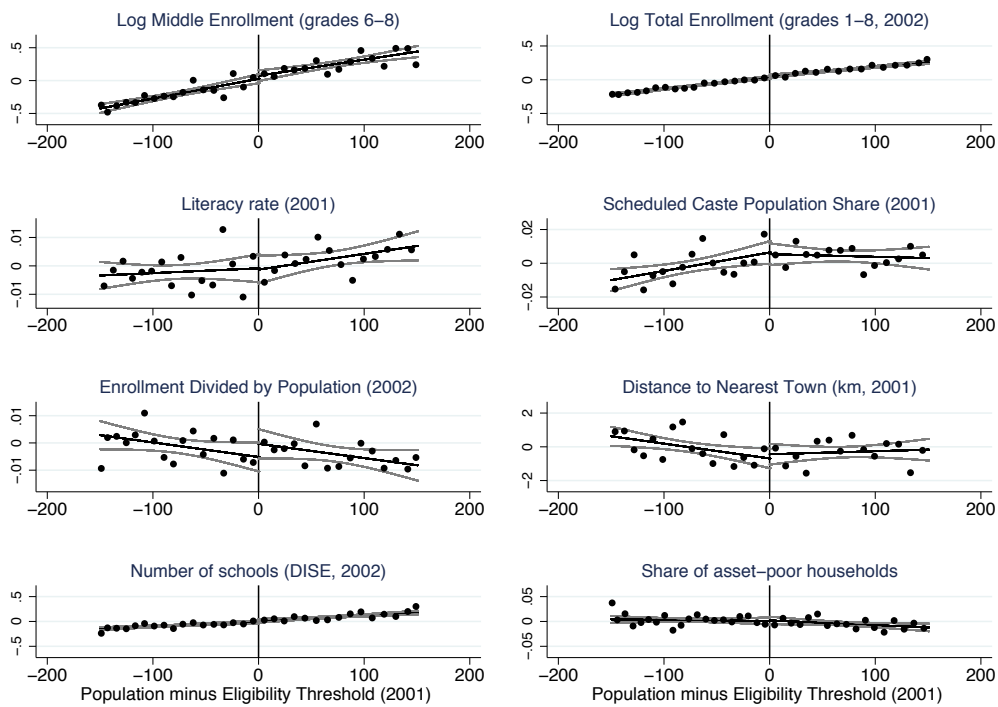 Log Middle Enrollment (grades 6−8)
−.5 0 .5
−200 −100 0 100 200
Log Total Enrollment (grades 1−8, 2002)
−.5 0 .5
−200 −100 0 100 200
Literacy rate (2001)
−.01 0 .01
−200 −100 0 100 200
Scheduled Caste Population Share (2001)
−.02 0 .02
−200 −100 0 100 200
Enrollment Divided by Population (2002)
−.01 0 .01
−200 −100 0 100 200
Distance to Nearest Town (km, 2001)
−2 0 2
−200 −100 0 100 200
Number of schools (DISE, 2002)
−.5 0 .5
−200 −100 0 100 200
Population minus Eligibility Threshold (2001)
Share of asset−poor households
−.05 0 .05
−200 −100 0 100 200
Population minus Eligibility Threshold (2001)